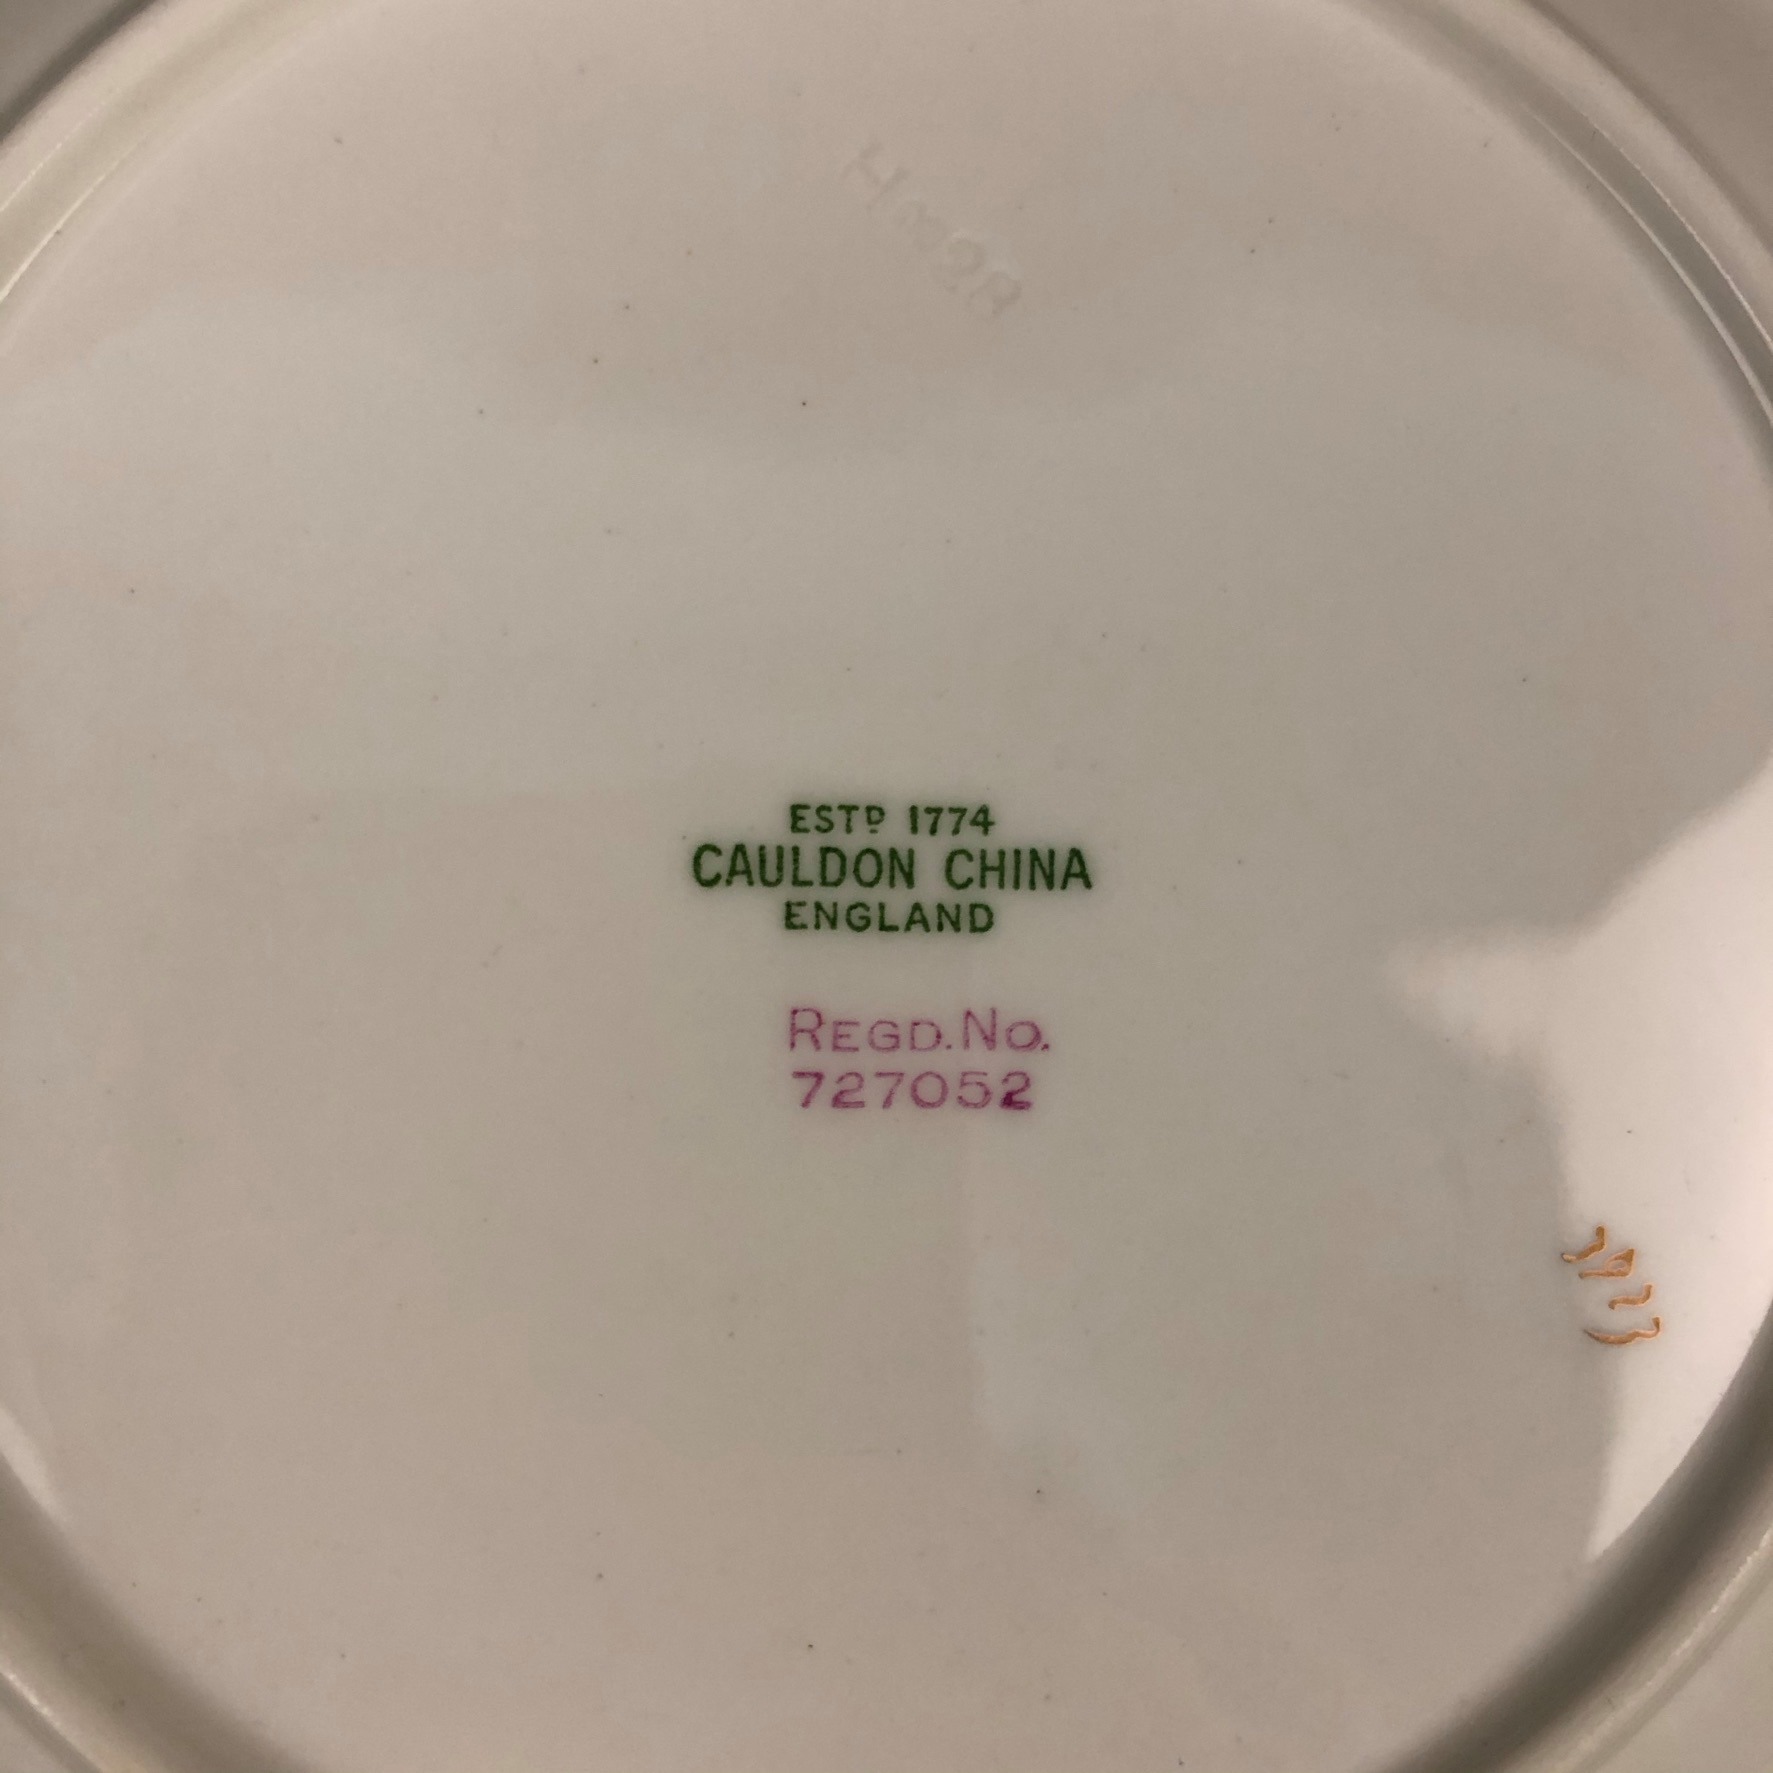 ESTD 1774
CAULDON CHINA
ENGLAND
REGD. No.
727052